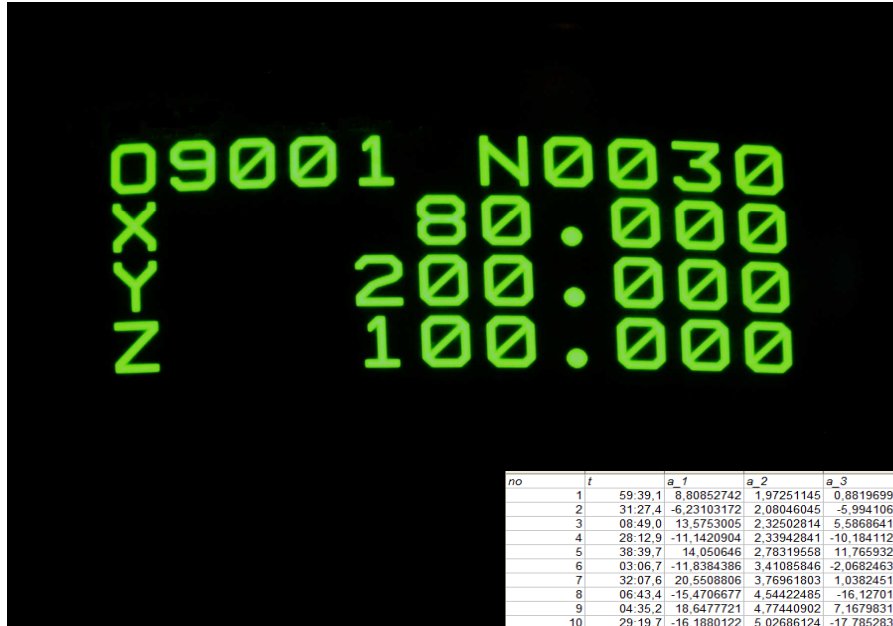 O9001 N0030
X 80.000
Y 200.000
Z 100.000
no t a_1 a_2 a_3
1 59:39,1 8,80852742 1,97251145 0,8819699
2 31:27,4 -6,23103172 2,08046045 -5,994106
3 08:49,0 13,5753005 2,32502814 5,5868641
4 28:12,9 -11,1420904 2,33942841 -10,184112
5 38:39,7 14,050646 2,78319558 11,765932
6 03:06,7 -11,8384386 3,41085846 -2,0682463
7 32:07,6 20,5508806 3,76961803 1,0382451
8 06:43,4 -15,4706677 4,54422485 -16,12701
9 04:35,2 18,6477721 4,77440902 7,1679831
10 29:19,7 -16,1880122 5,02686124 -17,785283